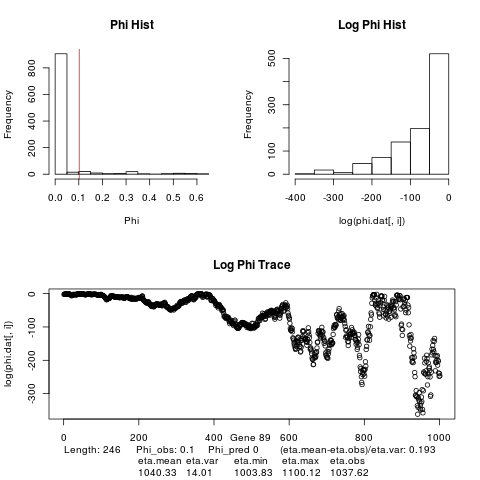 Phi Hist
Log Phi Hist
Frequency
0 200 400 600 800
0.0 0.1 0.2 0.3 0.4 0.5 0.6
Phi
Frequency
0 100 300 500
-400 -300 -200 -100 0
log(phi.dat[, i])
Log Phi Trace
log(phi.dat[, i])
0 -100 -200 -300
0 200 400 600 800 1000
Gene 89
Length: 246 Phi_obs: 0.1 Phi_pred 0 (eta.mean-eta.obs)/eta.var: 0.193
eta.mean eta.var eta.min eta.max eta.obs
1040.33 14.01 1003.83 1100.12 1037.62